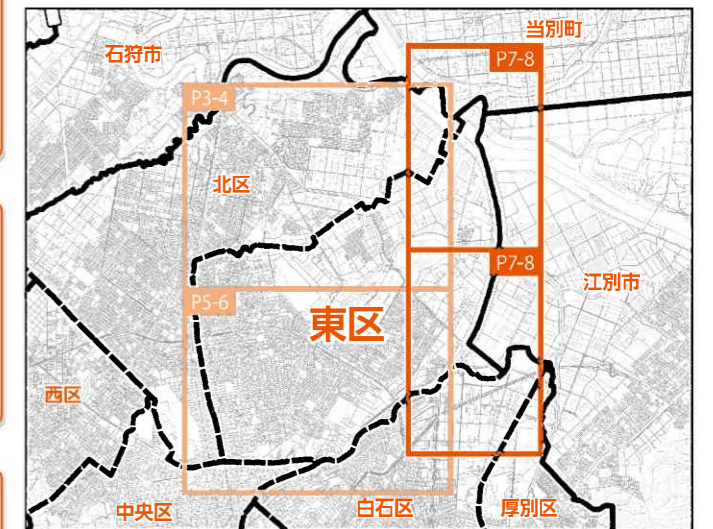 当別町
石狩市
P7-8
P3-4
北区
P7-8
江別市
P5-6
東区
西区
中央区
白石区
厚別区